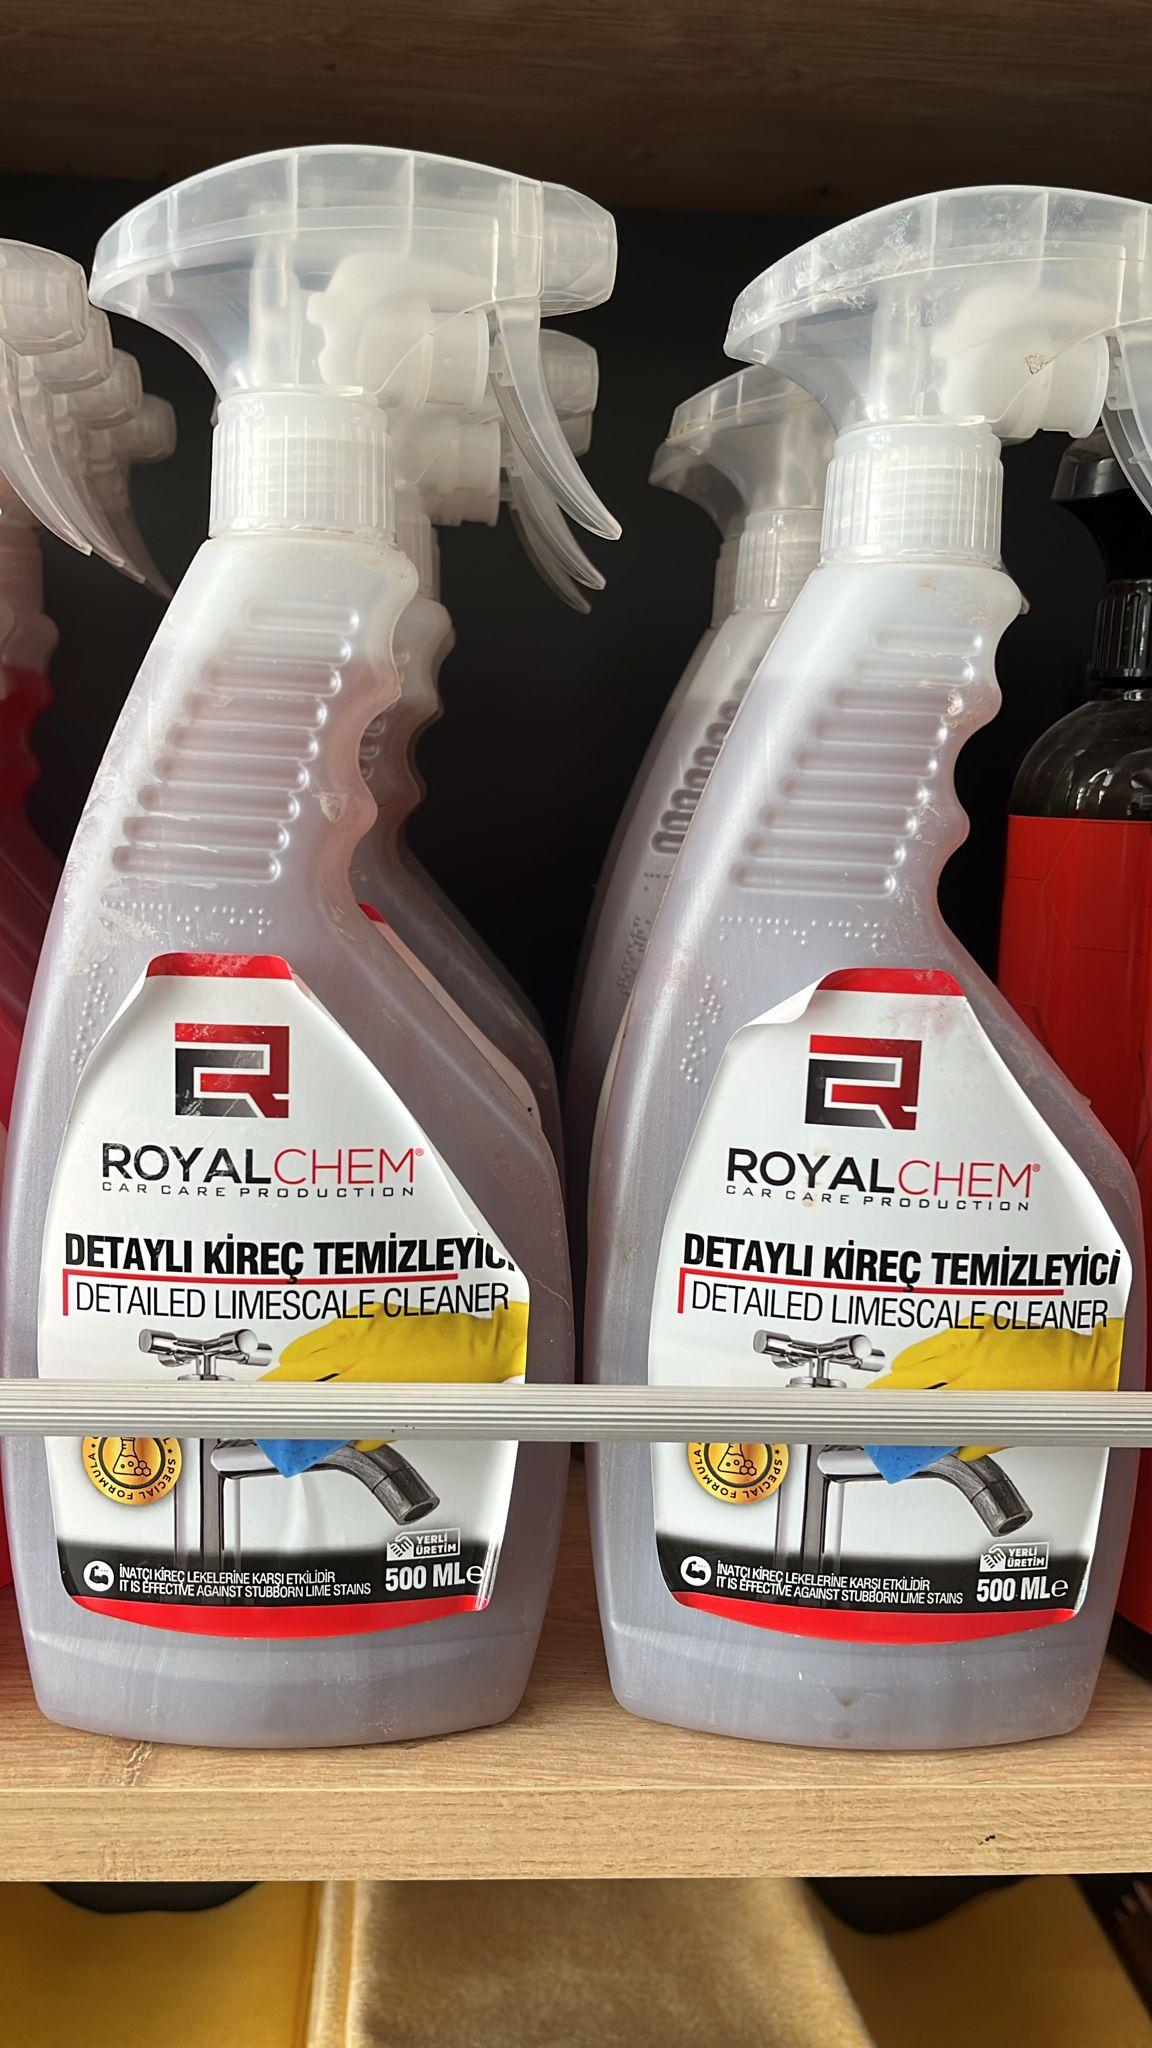 ROYALCHEM®
CAR CARE PRODUCTION
DETAYLI KİREÇ TEMİZLEYİCİ
DETAILED LIMESCALE CLEANER
SPECIAL FORMULA
YERLİ
ÜRETİM
İNATÇI KİREÇ LEKELERİNE KARŞI ETKİLİDİR
IT IS EFFECTIVE AGAINST STUBBORN LIME STAINS
500 ML℮
ROYALCHEM®
CAR CARE PRODUCTION
DETAYLI KİREÇ TEMİZLEYİCİ
DETAILED LIMESCALE CLEANER
SPECIAL FORMULA
YERLİ
ÜRETİM
İNATÇI KİREÇ LEKELERİNE KARŞI ETKİLİDİR
IT IS EFFECTIVE AGAINST STUBBORN LIME STAINS
500 ML℮